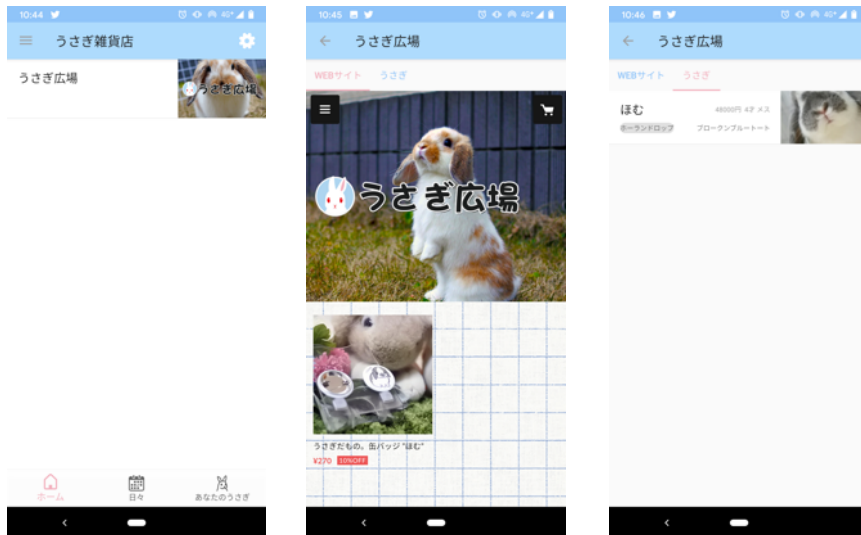 10:44
4G+
うさぎ雑貨店
うさぎ広場
うさぎ広場
ホーム
日々
あなたのうさぎ
10:45
4G+
うさぎ広場
WEBサイト
うさぎ
うさぎ広場
うさぎだもの。缶バッジ "ほむ"
¥270
10%OFF
10:46
4G+
うさぎ広場
WEBサイト
うさぎ
ほむ
48000円 4才 メス
ホーランドロップ
ブロークンブルートート